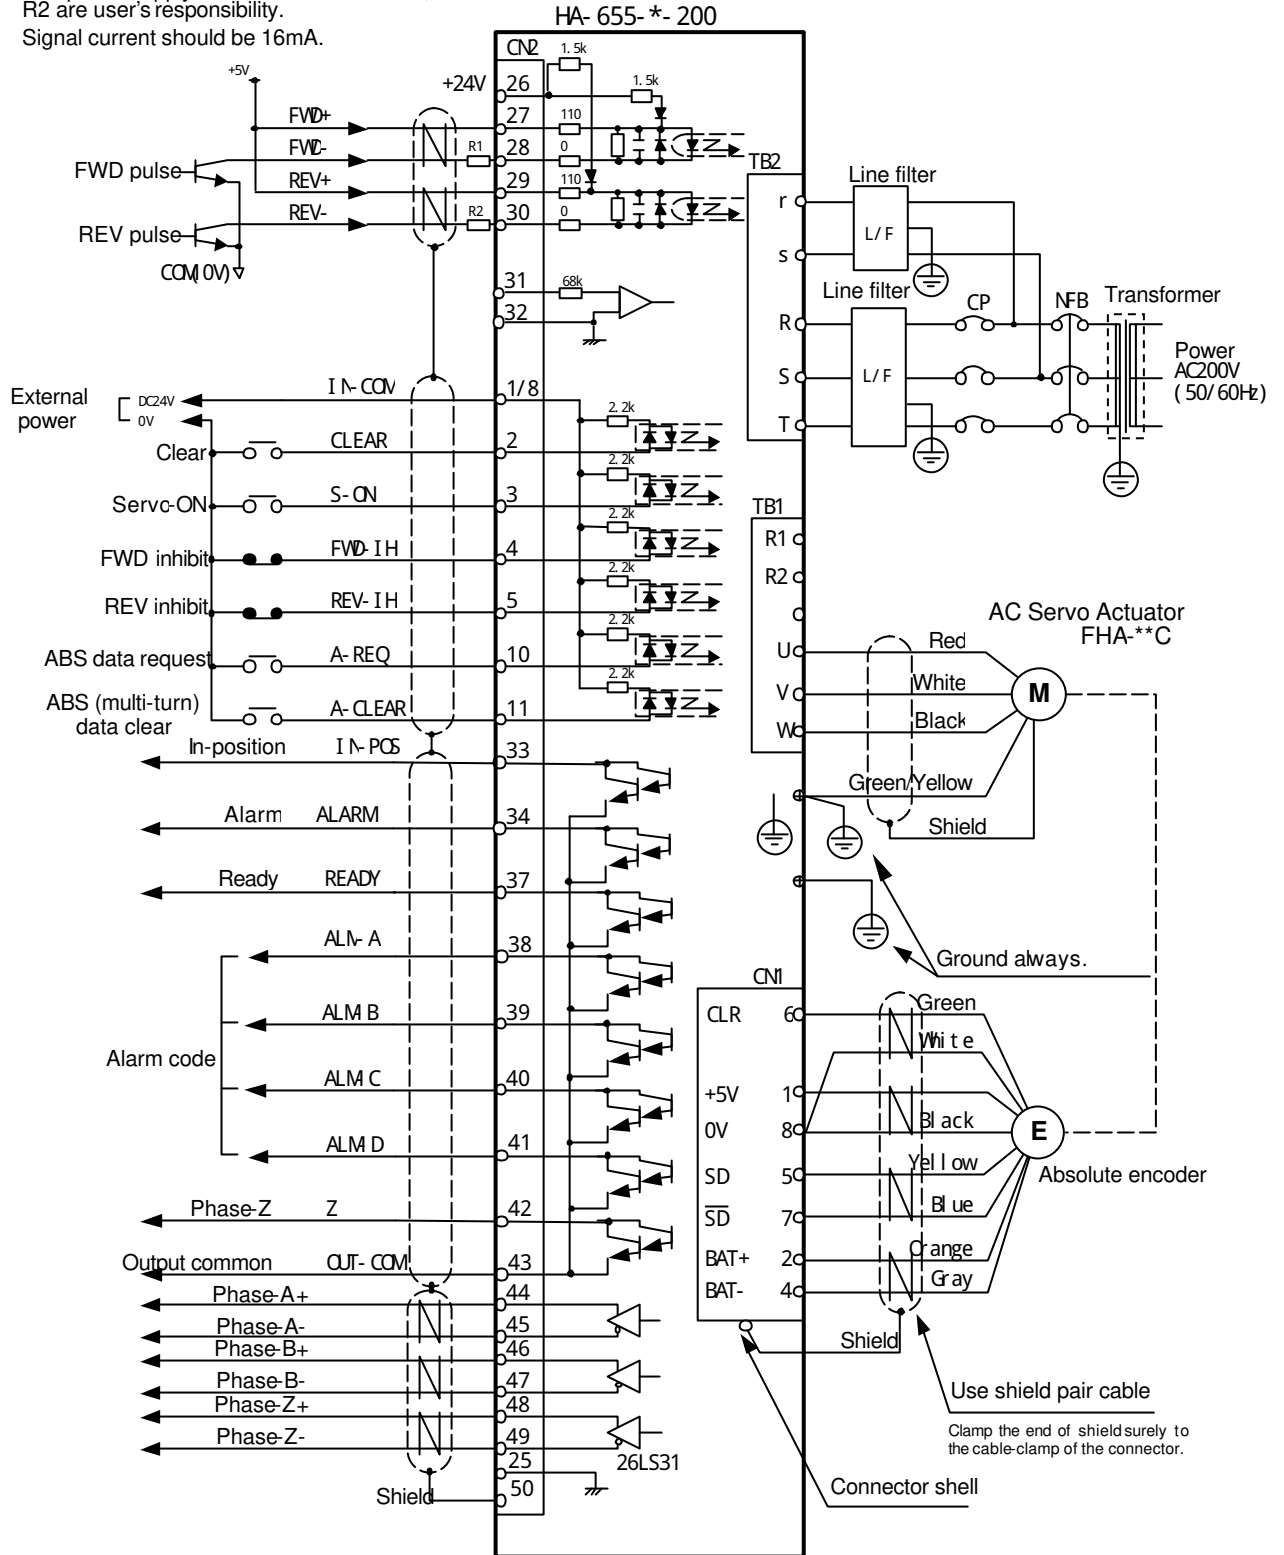 R2 are user's responsibility.
Signal current should be 16mA.
HA- 655- *- 200
CN2
1. 5k
+5V
+24V
26
1. 5k
FWD+
27
110
FWD-
R1
28
0
FWD pulse
REV+
29
110
REV-
R2
30
0
REV pulse
COM(0V)
31
68k
32
TB2
r
Line filter
L/F
s
Line filter
R
CP
NFB
Transformer
S
L/F
Power
AC200V
(50/60Hz)
T
External
power
DC24V
0V
IN-COM
1/8
2. 2k
Clear
CLEAR
2
2. 2k
Servo-ON
S-ON
3
2. 2k
FWD inhibit
FWD-IH
4
2. 2k
REV inhibit
REV-IH
5
2. 2k
ABS data request
A-REQ
10
2. 2k
ABS (multi-turn)
data clear
A-CLEAR
11
TB1
R1
R2
AC Servo Actuator
FHA-**C
U
Red
V
White
M
W
Black
Green/Yellow
Shield
Ground always.
In-position
IN-POS
33
Alarm
ALARM
34
Ready
READY
37
ALM-A
38
ALM-B
39
Alarm code
ALM-C
40
ALM-D
41
Phase-Z
Z
42
Output common
OUT-COM
43
Phase-A+
44
Phase-A-
45
Phase-B+
46
Phase-B-
47
Phase-Z+
48
Phase-Z-
49
26LS31
25
Shield
50
CN1
CLR
6
Green
White
+5V
1
0V
8
Black
E
Absolute encoder
SD
5
Yellow
SD
7
Blue
BAT+
2
Orange
BAT-
4
Gray
Shield
Use shield pair cable
Clamp the end of shield surely to
the cable-clamp of the connector.
Connector shell